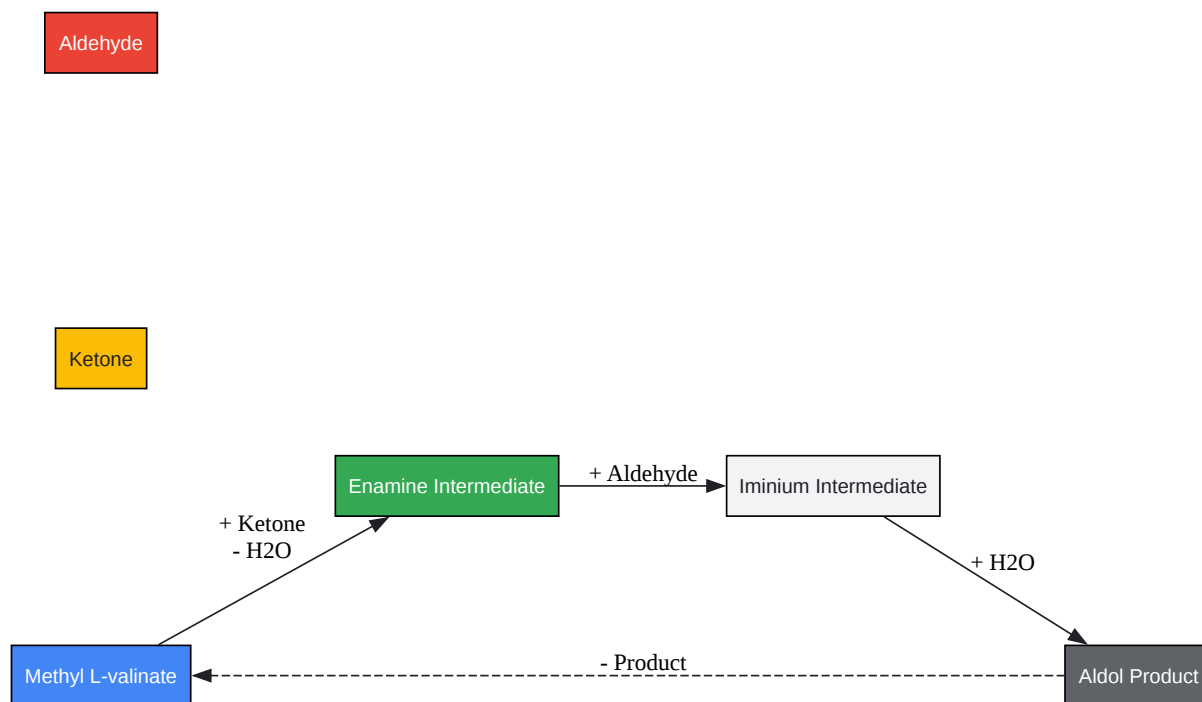 Aldehyde
Ketone
Enamine Intermediate
+ Aldehyde
Iminium Intermediate
+ Ketone
- H2O
+ H2O
Methyl L-valinate
- Product
Aldol Product